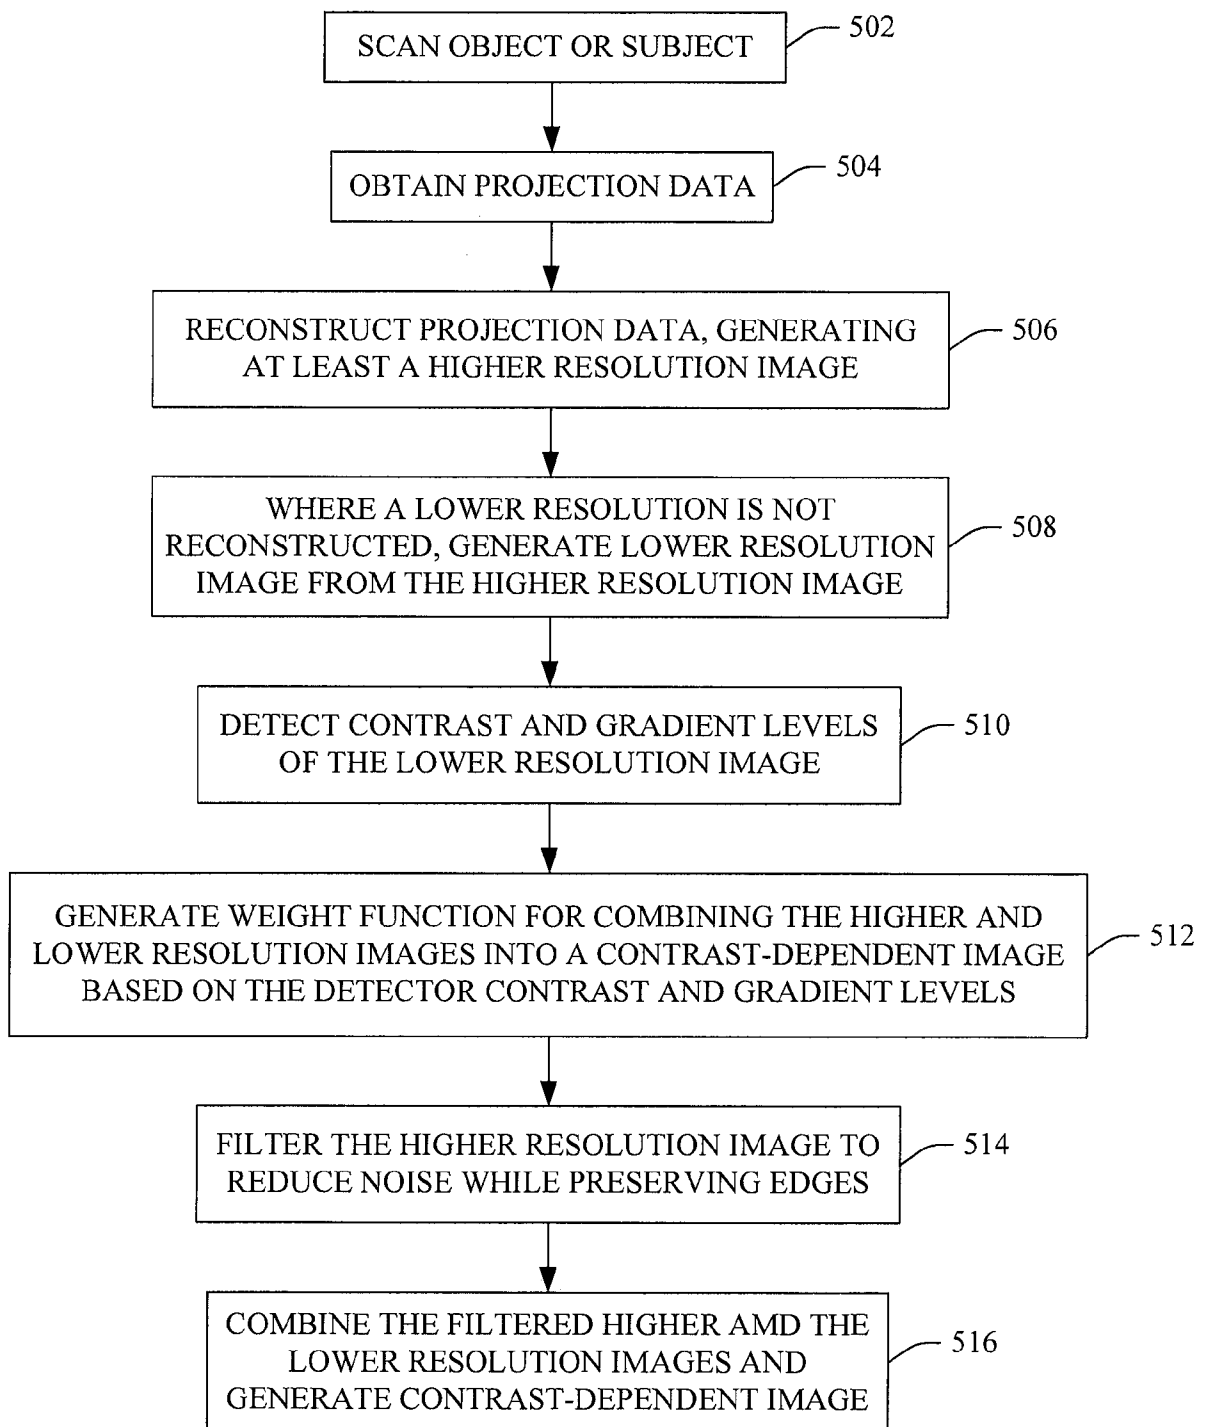 SCAN OBJECT OR SUBJECT
502
OBTAIN PROJECTION DATA
504
RECONSTRUCT PROJECTION DATA, GENERATING
AT LEAST A HIGHER RESOLUTION IMAGE
506
WHERE A LOWER RESOLUTION IS NOT
RECONSTRUCTED, GENERATE LOWER RESOLUTION
IMAGE FROM THE HIGHER RESOLUTION IMAGE
508
DETECT CONTRAST AND GRADIENT LEVELS
OF THE LOWER RESOLUTION IMAGE
510
GENERATE WEIGHT FUNCTION FOR COMBINING THE HIGHER AND
LOWER RESOLUTION IMAGES INTO A CONTRAST-DEPENDENT IMAGE
BASED ON THE DETECTOR CONTRAST AND GRADIENT LEVELS
512
FILTER THE HIGHER RESOLUTION IMAGE TO
REDUCE NOISE WHILE PRESERVING EDGES
514
COMBINE THE FILTERED HIGHER AMD THE
LOWER RESOLUTION IMAGES AND
GENERATE CONTRAST-DEPENDENT IMAGE
516